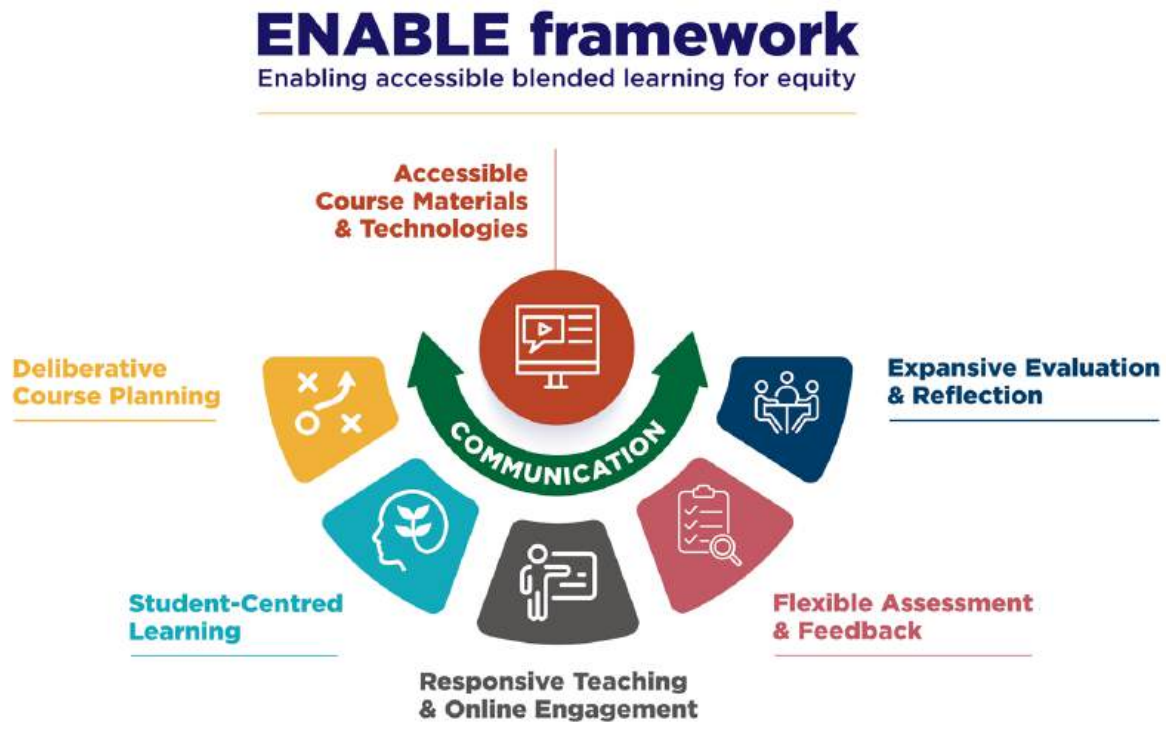 ENABLE framework
Enabling accessible blended learning for equity
Accessible
Course Materials
& Technologies
Deliberative
Course Planning
COMMUNICATION
Expansive Evaluation
& Reflection
Student-Centred
Learning
Flexible Assessment
& Feedback
Responsive Teaching
& Online Engagement